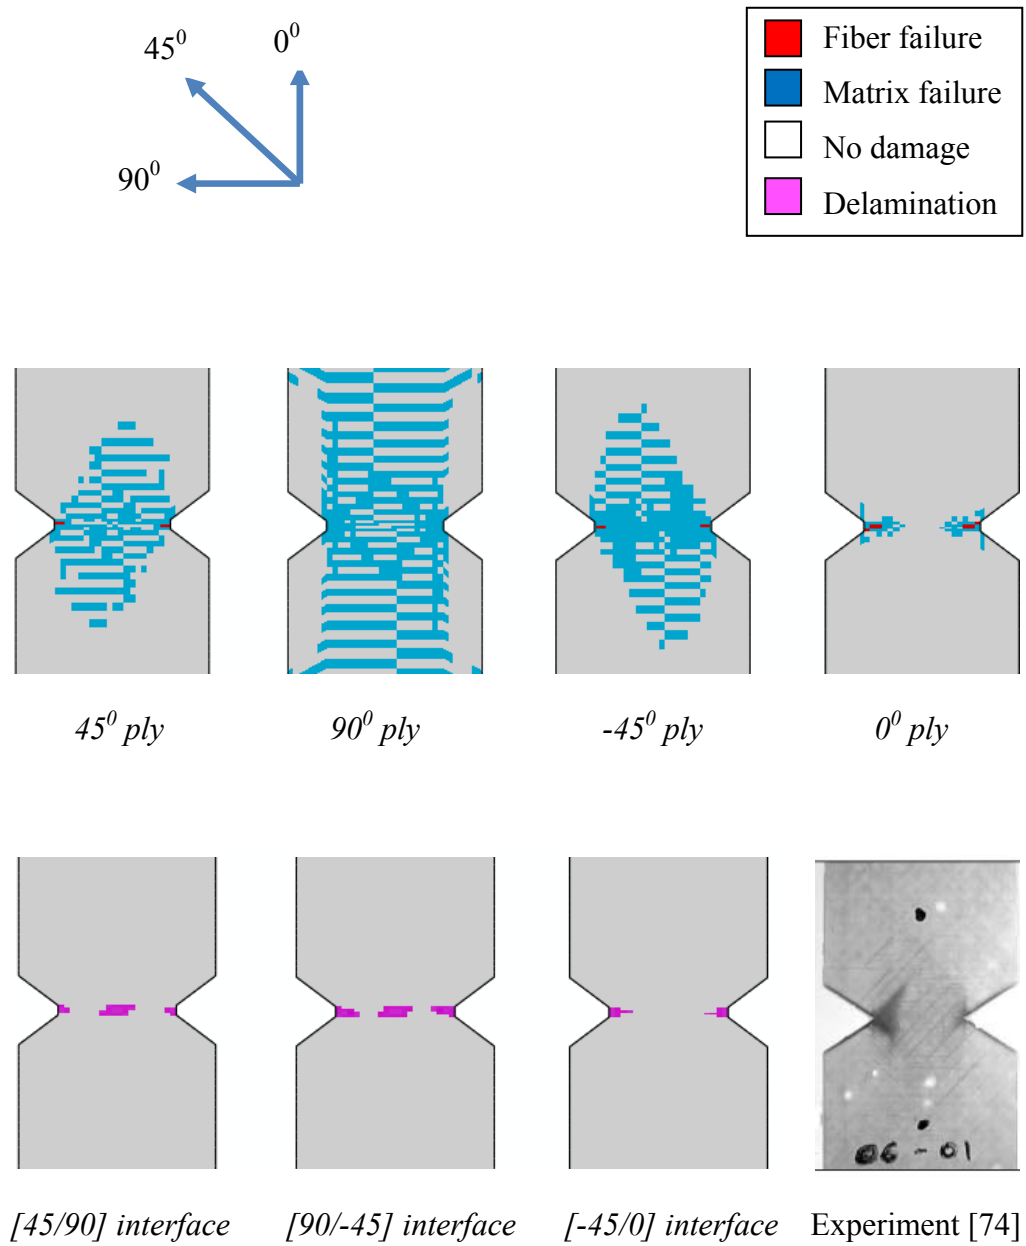 45⁰ 0⁰
90⁰
Fiber failure
Matrix failure
No damage
Delamination
45⁰ ply 90⁰ ply -45⁰ ply 0⁰ ply
06-01
[45/90] interface [90/-45] interface [-45/0] interface Experiment [74]